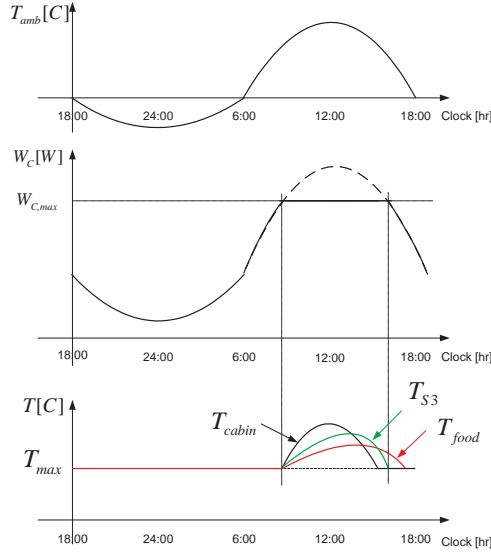 T_amb[C]
18:00 24:00 6:00 12:00 18:00 Clock [hr]
W_C[W]
W_C,max
18:00 24:00 6:00 12:00 18:00 Clock [hr]
T[C]
T_cabin T_S3 T_food
T_max
18:00 24:00 6:00 12:00 18:00 Clock [hr]